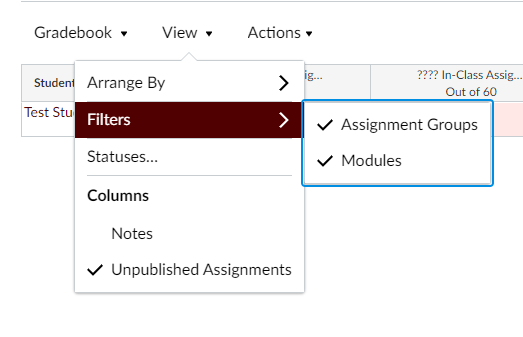 Gradebook View Actions
Arrange By
Filters
Statuses...
Columns
Notes
Unpublished Assignments
Assignment Groups
Modules
Student
Test Stu
ig...
???? In-Class Assig...
Out of 60